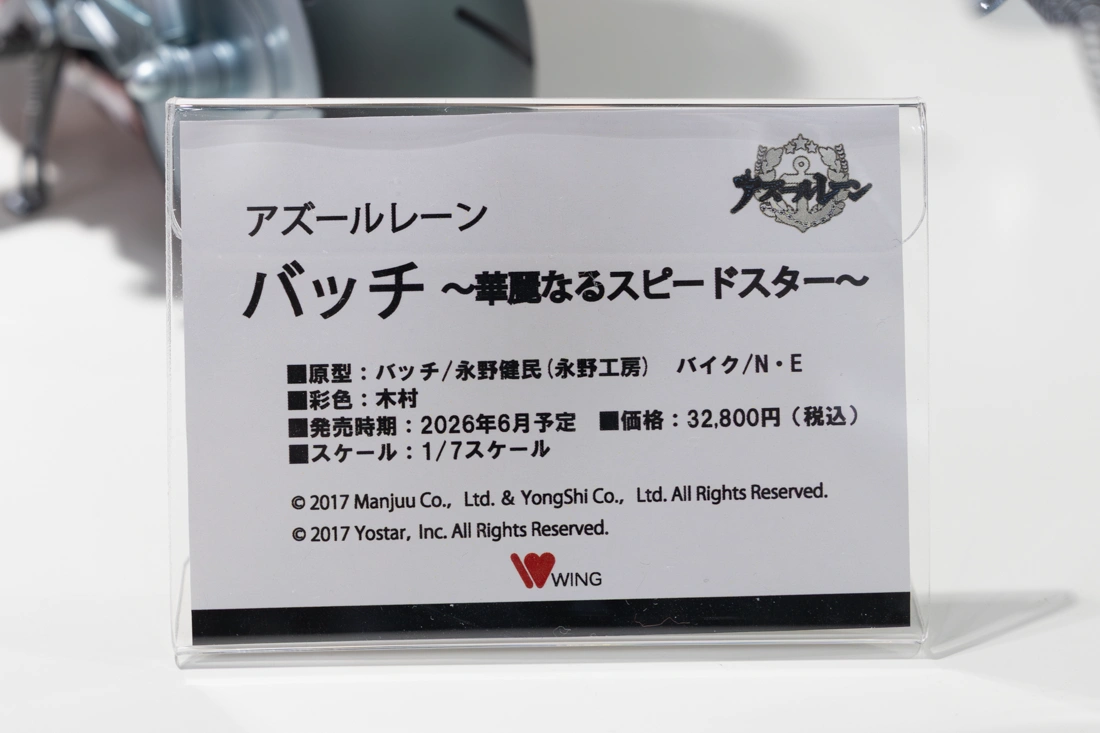 アズールレーン
アズールレーン
バッチ ～華麗なるスピードスター～
■原型：バッチ/永野健民(永野工房) バイク/N・E
■彩色：木村
■発売時期：2026年6月予定 ■価格：32,800円（税込）
■スケール：1/7スケール
© 2017 Manjuu Co., Ltd. & YongShi Co., Ltd. All Rights Reserved.
© 2017 Yostar, Inc. All Rights Reserved.
WING